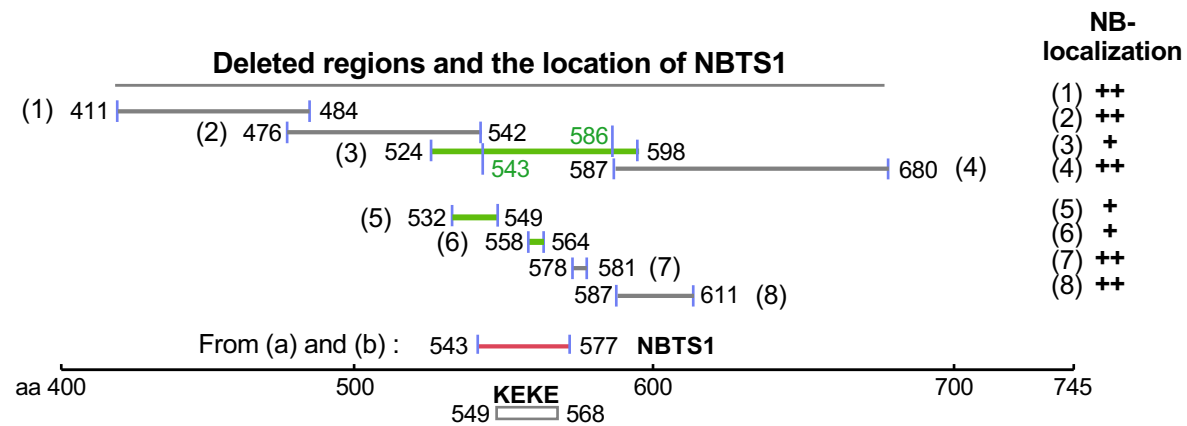 NB-
localization
Deleted regions and the location of NBTS1
(1) 411 484 (1) ++
(2) 476 542 (2) ++
586
(3) 524 598 (3) +
543
587 680 (4) (4) ++
(5) 532 549 (5) +
(6) 558 564 (6) +
578 581 (7) (7) ++
587 611 (8) (8) ++
From (a) and (b) : 543 577 NBTS1
aa 400 500 600 700 745
KEKE
549 568